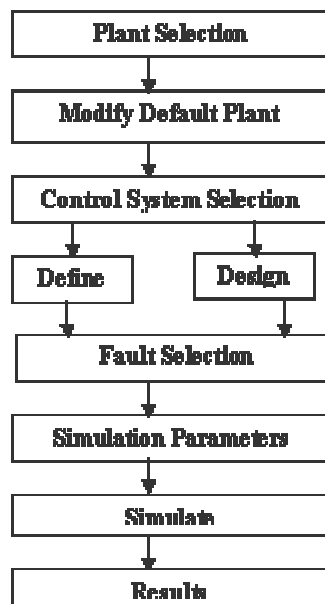 Plant Selection
Modify Default Plant
Control System Selection
Define
Design
Fault Selection
Simulation Parameters
Simulate
Results